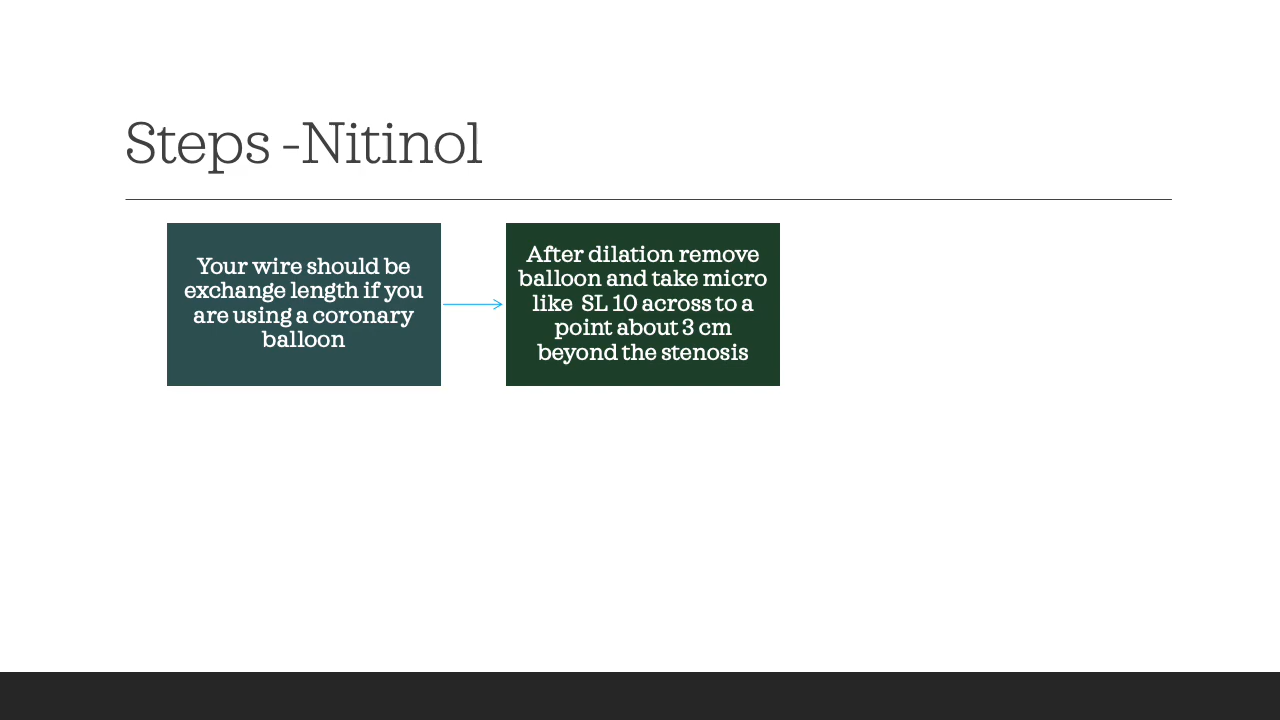 Steps -Nitinol
Your wire should be
exchange length if you
are using a coronary
balloon
After dilation remove
balloon and take micro
like  SL 10 across to a
point about 3 cm
beyond the stenosis